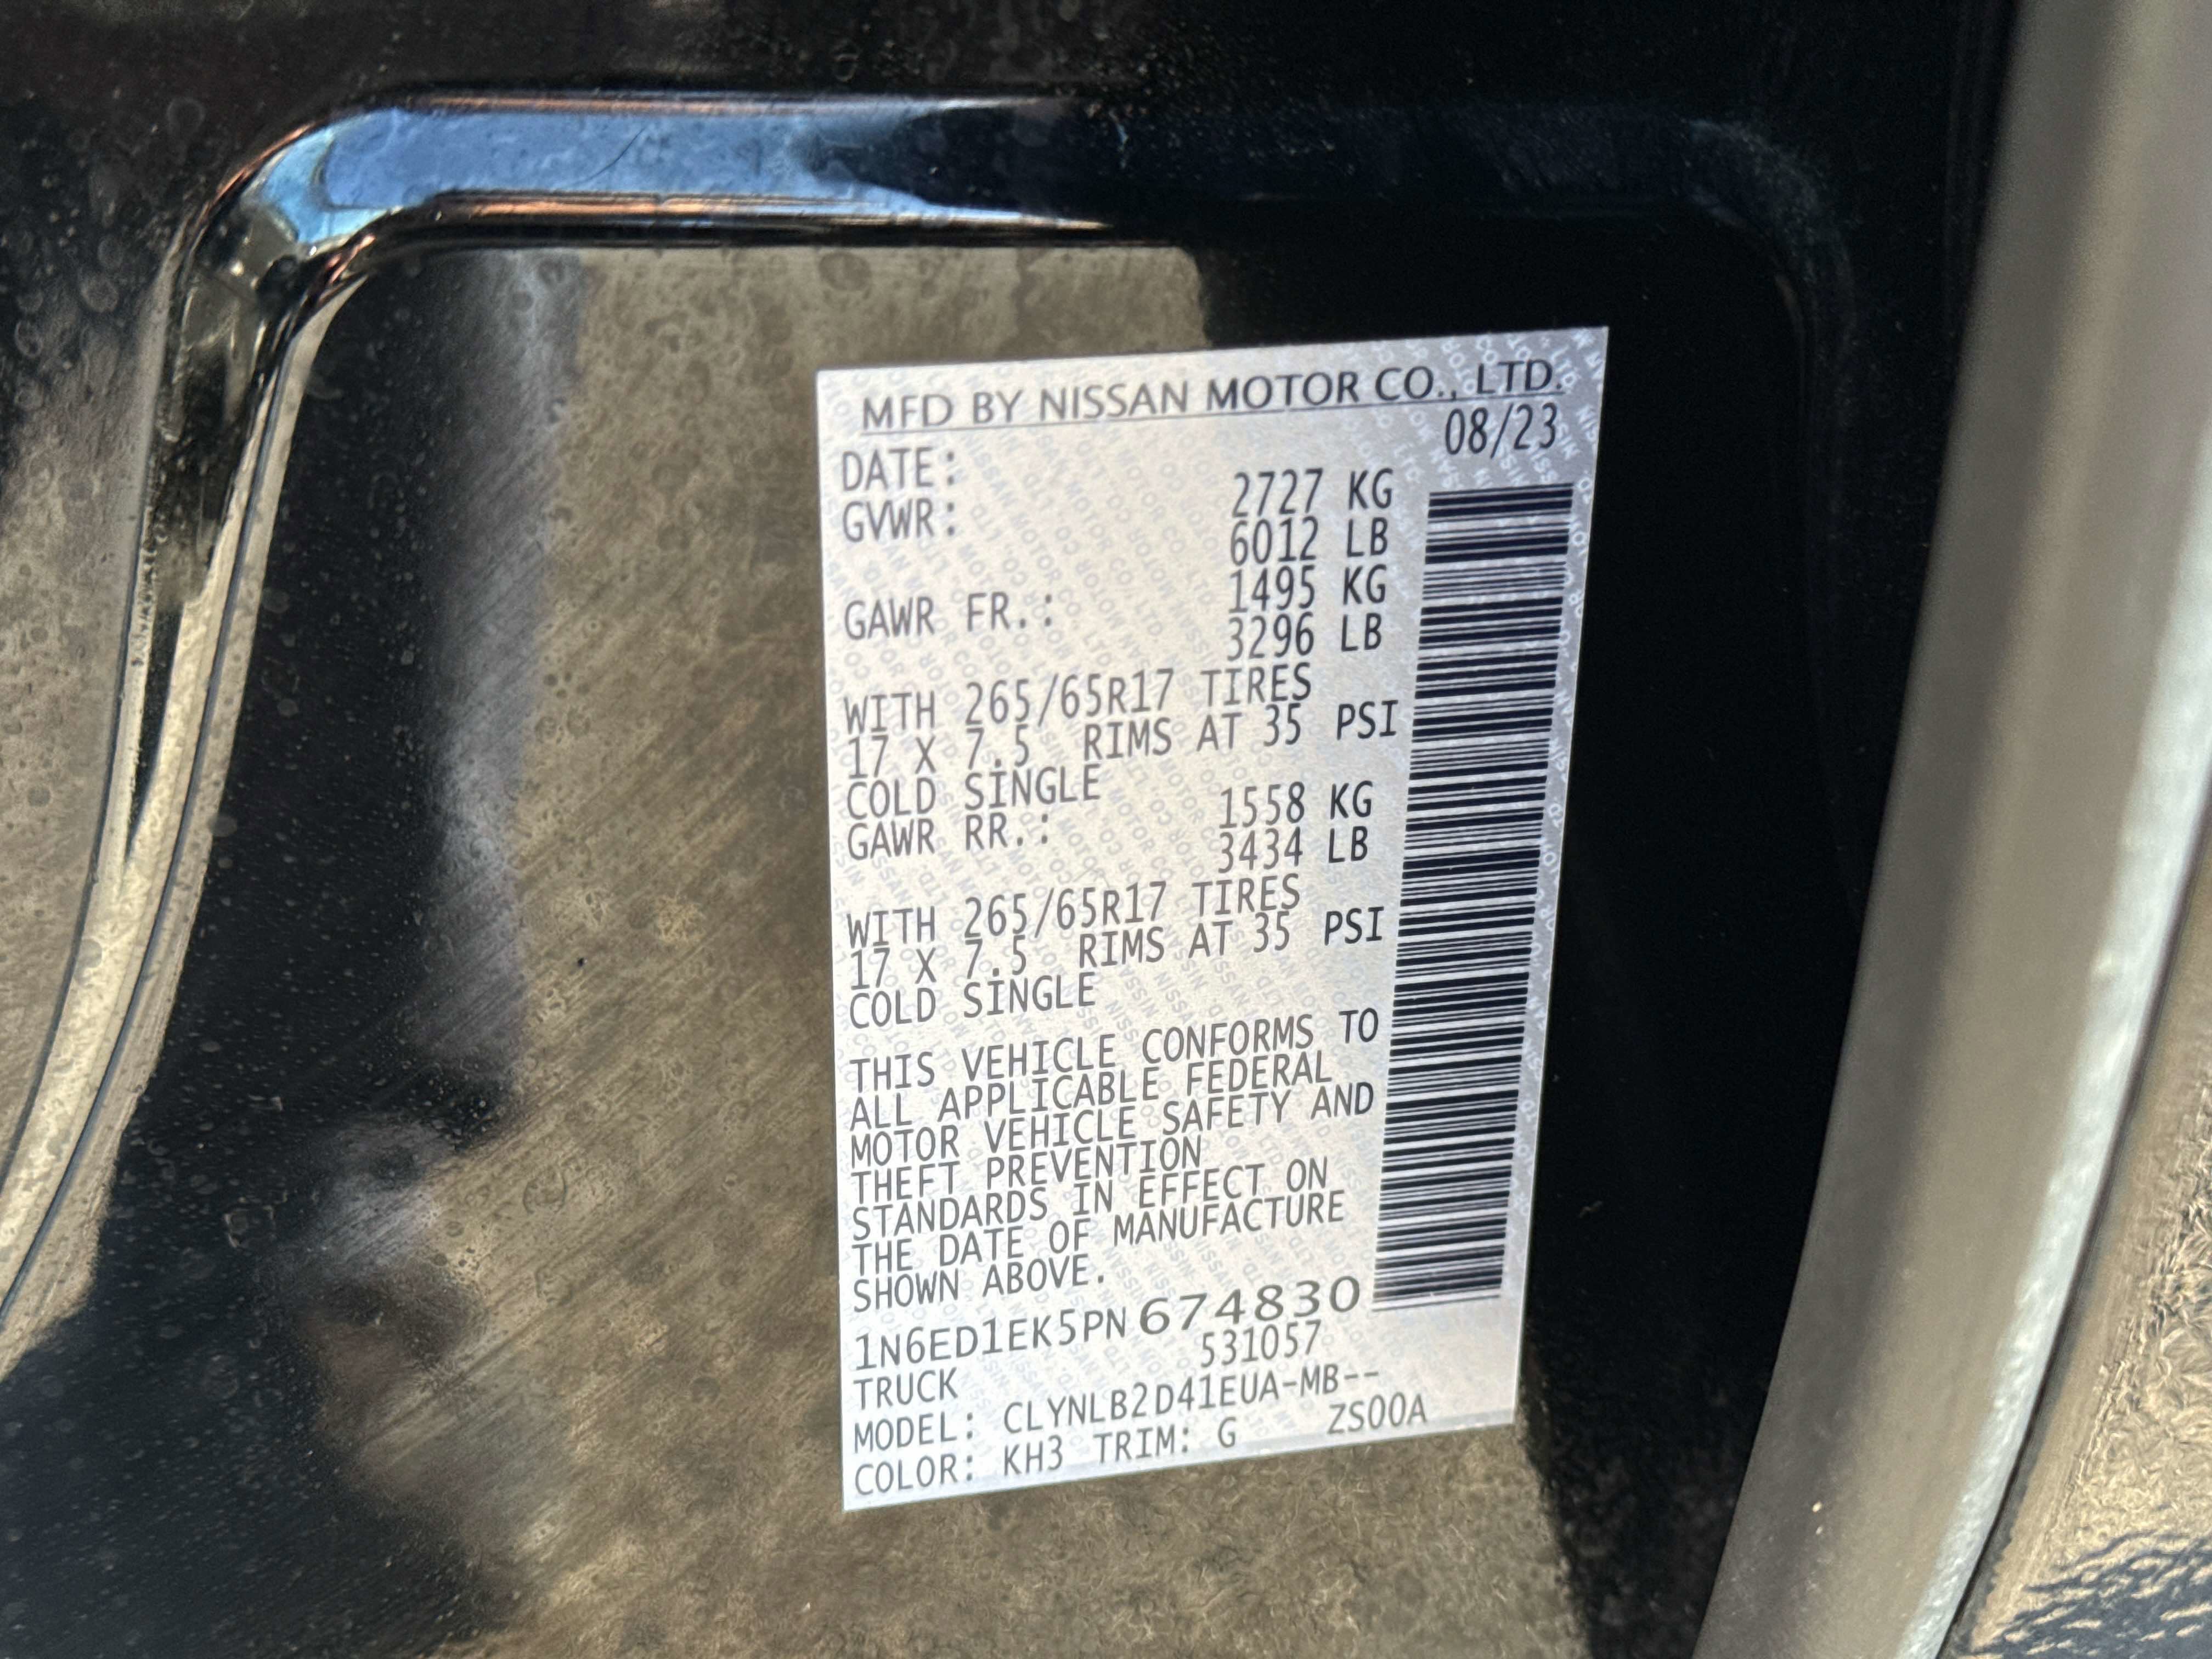 MFD BY NISSAN MOTOR CO., LTD.
DATE: 08/23
GVWR: 2727 KG
6012 LB
GAWR FR.: 1495 KG
3296 LB
WITH 265/65R17 TIRES
17 X 7.5 RIMS AT 35 PSI
COLD SINGLE
GAWR RR.: 1558 KG
3434 LB
WITH 265/65R17 TIRES
17 X 7.5 RIMS AT 35 PSI
COLD SINGLE
THIS VEHICLE CONFORMS TO
ALL APPLICABLE FEDERAL
MOTOR VEHICLE SAFETY AND
THEFT PREVENTION
STANDARDS IN EFFECT ON
THE DATE OF MANUFACTURE
SHOWN ABOVE.
1N6ED1EK5PN674830
TRUCK 531057
MODEL: CLYNLB2D41EUA-MB--
COLOR: KH3 TRIM: G ZS00A